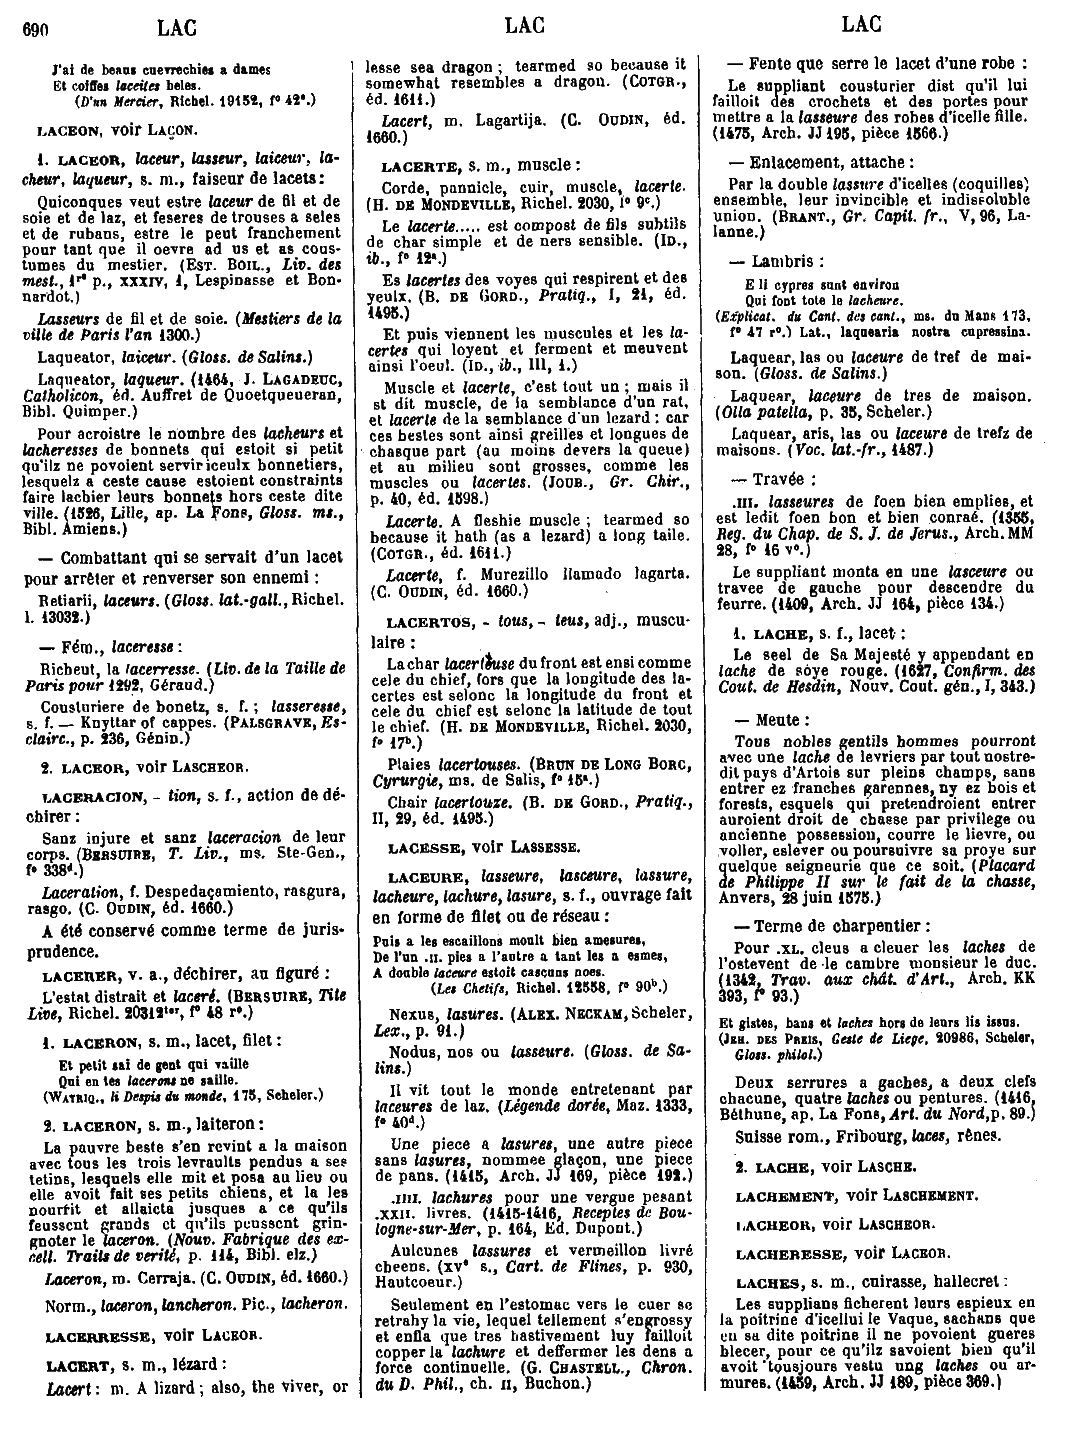 690 LAC LAC LAC
J'ai de beaus cuevrechies a dames
Et coiffes laceites beles.
(D'un Mercier, Richel. 19152, fº 42ª.)
LACEON, voir LAÇON.
1. LACEOR, laceur, lasseur, laiceur, la-
cheur, laqueur, s. m., faiseur de lacets :
Quiconques veut estre laceur de fil et de
soie et de laz, et feseres de trouses a seles
et de rubans, estre le peut franchement
pour tant que il oevre ad us et as cous-
tumes du mestier. (EST. BOIL., Liv. des
mest., 1re p., XXXIV, 1, Lespinasse et Bon-
nardot.)
Lasseurs de fil et de soie. (Mestiers de la
ville de Paris l'an 1300.)
Laqueator, laiceur. (Gloss. de Salins.)
Laqueator, laqueur. (1464, J. LAGADEUC,
Catholicon, éd. Auffret de Quoetqueueran,
Bibl. Quimper.)
Pour acroistre le nombre des lacheurs et
lacheresses de bonnets qui estoit si petit
qu'ilz ne povoient servir iceulx bonnetiers,
lesquelz a ceste cause estoient constraints
faire lachier leurs bonnets hors ceste dite
ville. (1526, Lille, ap. La Fons, Gloss. ms.,
Bibl. Amiens.)
— Combattant qui se servait d'un lacet
pour arrêter et renverser son ennemi :
Retiarii, laceurs. (Gloss. lat.-gall., Richel.
l. 13032.)
— Fém., laceresse :
Richeut, la lacerresse. (Liv. de la Taille de
Paris pour 1292, Géraud.)
Cousturiere de bonetz, s. f. ; lasseresse,
s. f. — Knyttar of cappes. (PALSGRAVE, Es-
clairc., p. 236, Génin.)
2. LACEOR, voir LASCHEOR.
LACERACION, - tion, s. f., action de dé-
chirer :
Sanz injure et sanz laceracion de leur
corps. (BERSUIRE, T. Liv., ms. Ste-Gen.,
fº 338d.)
Laceration, f. Despedaçamiento, rasgura,
rasgo. (C. OUDIN, éd. 1660.)
A été conservé comme terme de juris-
prudence.
LACERER, v. a., déchirer, au figuré :
L'estat distrait et laceré. (BERSUIRE, Tite
Live, Richel. 20312ter, fº 48 rº.)
1. LACERON, s. m., lacet, filet :
Et petit sai de gent qui vaille
Qui en tes lacerons ne saille.
(WATRIQ., li Despis du monde, 175, Scheler.)
2. LACERON, s. m., laiteron :
La pauvre beste s'en revint a la maison
avec tous les trois levraults pendus a ses
tetins, lesquels elle mit et posa au lieu ou
elle avoit fait ses petits chiens, et la les
nourfit et allaicta jusques a ce qu'ils
feussent grands et qu'ils peussent grin-
gnoter le laceron. (Nouv. Fabrique des ex-
cell. Traits de verité, p. 114, Bibl. elz.)
Laceron, m. Cerraja. (C. OUDIN, éd. 1660.)
Norm., laceron, lancheron. Pic., lacheron.
LACERRESSE, voir LACEOR.
LACERT, s. m., lézard :
Lacert : m. A lizard ; also, the viver, or
lesse sea dragon ; tearmed so because it
somewhat resembles a dragon. (COTGR.,
éd. 1611.)
Lacert, m. Lagartija. (C. OUDIN, éd.
1660.)
LACERTE, s. m., muscle :
Corde, pannicle, cuir, muscle, lacerte.
(H. DE MONDEVILLE, Richel. 2030, fº 9c.)
Le lacerte..... est compost de fils subtils
de char simple et de ners sensible. (ID.,
ib., fº 12ª.)
Es lacertes des voyes qui respirent et des
yeulx. (B. DE GORD., Pratiq., I, 21, éd.
1495.)
Et puis viennent les muscules et les la-
certes qui loyent et ferment et meuvent
ainsi l'oeul. (ID., ib., III, 1.)
Muscle et lacerte, c'est tout un ; mais il
st dit muscle, de la semblance d'un rat,
et lacerte de la semblance d'un lezard : car
ces bestes sont ainsi greilles et longues de
chasque part (au moins devers la queue)
et au milieu sont grosses, comme les
muscles ou lacertes. (JOUB., Gr. Chir.,
p. 40, éd. 1598.)
Lacerte. A fleshie muscle ; tearmed so
because it hath (as a lezard) a long taile.
(COTGR., éd. 1611.)
Lacerte, f. Murezillo llamado lagarta.
(C. OUDIN, éd. 1660.)
LACERTOS, - tous, - teus, adj., muscu-
laire :
La char lacertouse du front est ensi comme
cele du chief, fors que la longitude des la-
certes est selonc la longitude du front et
cele du chief est selonc la latitude de tout
le chief. (H. DE MONDEVILLE, Richel. 2030,
fº 17b.)
Plaies lacertouses. (BRUN DE LONG BORC,
Cyrurgie, ms. de Salis, fº 15ª.)
Chair lacertouze. (B. DE GORD., Pratiq.,
II, 29, éd. 1495.)
LACESSE, voir LASSESSE.
LACEURE, lasseure, lasceure, lassure,
lacheure, lachure, lasure, s. f., ouvrage fait
en forme de filet ou de réseau :
Puis a les escaillons moult bien amesures,
De l'un .II. pies a l'autre a tant les a esmes,
A double laceure estoit cascuns noes.
(Les Chetifs, Richel. 12558, fº 90b.)
Nexus, lasures. (ALEX. NECKAM, Scheler,
Lex., p. 91.)
Nodus, nos ou lasseure. (Gloss. de Sa-
lins.)
Il vit tout le monde entretenant par
laceures de laz. (Légende dorée, Maz. 1333,
fº 40d.)
Une piece a lasures, une autre piece
sans lasures, nommee glaçon, une piece
de pans. (1415, Arch. JJ 169, pièce 192.)
.IIII. lachures pour une vergue pesant
.XXII. livres. (1415-1416, Receptes de Bou-
logne-sur-Mer, p. 164, Ed. Dupont.)
Aulcunes lassures et vermeillon livré
cheens. (XVe s., Cart. de Flines, p. 930,
Hautcoeur.)
Seulement en l'estomac vers le cuer se
retrahy la vie, lequel tellement s'engrossy
et enfla que tres hastivement luy failloit
copper la lachure et deffermer les dens a
force continuelle. (G. CHASTELL., Chron.
du D. Phil., ch. II, Buchon.)
— Fente que serre le lacet d'une robe :
Le suppliant cousturier dist qu'il lui
failloit des crochets et des portes pour
mettre a la lasseure des robes d'icelle fille.
(1475, Arch. JJ 195, pièce 1566.)
— Enlacement, attache :
Par la double lassure d'icelles (coquilles)
ensemble, leur invincible et indissoluble
union. (BRANT., Gr. Capit. fr., V, 96, La-
lanne.)
— Lambris :
E li cypres sunt environ
Qui font tote le lacheure.
(Explicat. du Cant. des cant., ms. du Mans 173,
fº 47 rº.) Lat., laquearia nostra cupressina.
Laquear, las ou laceure de tref de mai-
son. (Gloss. de Salins.)
Laquear, laceure de tres de maison.
(Olla patella, p. 35, Scheler.)
Laquear, aris, las ou laceure de trefz de
maisons. (Voc. lat.-fr., 1487.)
— Travée :
.III. lasseures de foen bien emplies, et
est ledit foen bon et bien conraé. (1355,
Reg. du Chap. de S. J. de Jerus., Arch. MM
28, fº 16 vº.)
Le suppliant monta en une lasceure ou
travee de gauche pour descendre du
feurre. (1409, Arch. JJ 164, pièce 134.)
1. LACHE, s. f., lacet :
Le seel de Sa Majesté y appendant en
lache de soye rouge. (1627, Confirm. des
Cout. de Hesdin, Nouv. Cout. gén., I, 343.)
— Meute :
Tous nobles gentils hommes pourront
avec une lache de levriers par tout nostre-
dit pays d'Artois sur pleins champs, sans
entrer ez franches garennes, ny ez bois et
forests, esquels qui pretendroient entrer
auroient droit de chasse par privilege ou
ancienne possession, courre le lievre, ou
voller, eslever ou poursuivre sa proye sur
quelque seigneurie que ce soit. (Placard
de Philippe II sur le fait de la chasse,
Anvers, 28 juin 1575.)
— Terme de charpentier :
Pour .XL. cleus a cleuer les laches de
l'ostevent de le cambre monsieur le duc.
(1342, Trav. aux chât. d'Art., Arch. KK
393, fº 93.)
Et gistes, bans et laches hors de leurs lis issus.
(JEH. DES PREIS, Geste de Liege, 20986, Scheler,
Gloss. philol.)
Deux serrures a gaches, a deux clefs
chacune, quatre laches ou pentures. (1416,
Béthune, ap. La Fons, Art. du Nord, p. 89.)
Suisse rom., Fribourg, laces, rênes.
2. LACHE, voir LASCHE.
LACHEMENT, voir LASCHEMENT.
LACHEOR, voir LASCHEOR.
LACHERESSE, voir LACEOR.
LACHES, s. m., cuirasse, hallecret :
Les supplians ficherent leurs espieux en
la poitrine d'icellui le Vaque, sachans que
en sa dite poitrine il ne povoient gueres
blecer, pour ce qu'ilz savoient bien qu'il
avoit tousjours vestu ung laches ou ar-
mures. (1459, Arch. JJ 189, pièce 369.)